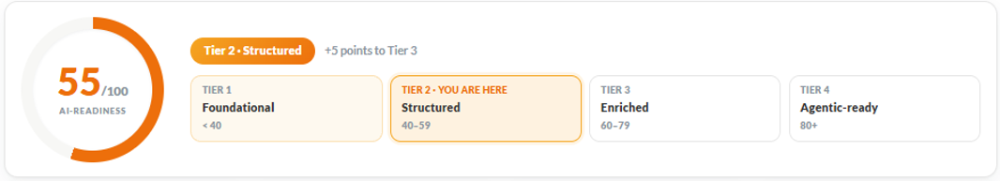 55/100
AI-READINESS
Tier 2 · Structured
+5 points to Tier 3
TIER 1
Foundational
< 40
TIER 2 · YOU ARE HERE
Structured
40–59
TIER 3
Enriched
60–79
TIER 4
Agentic-ready
80+